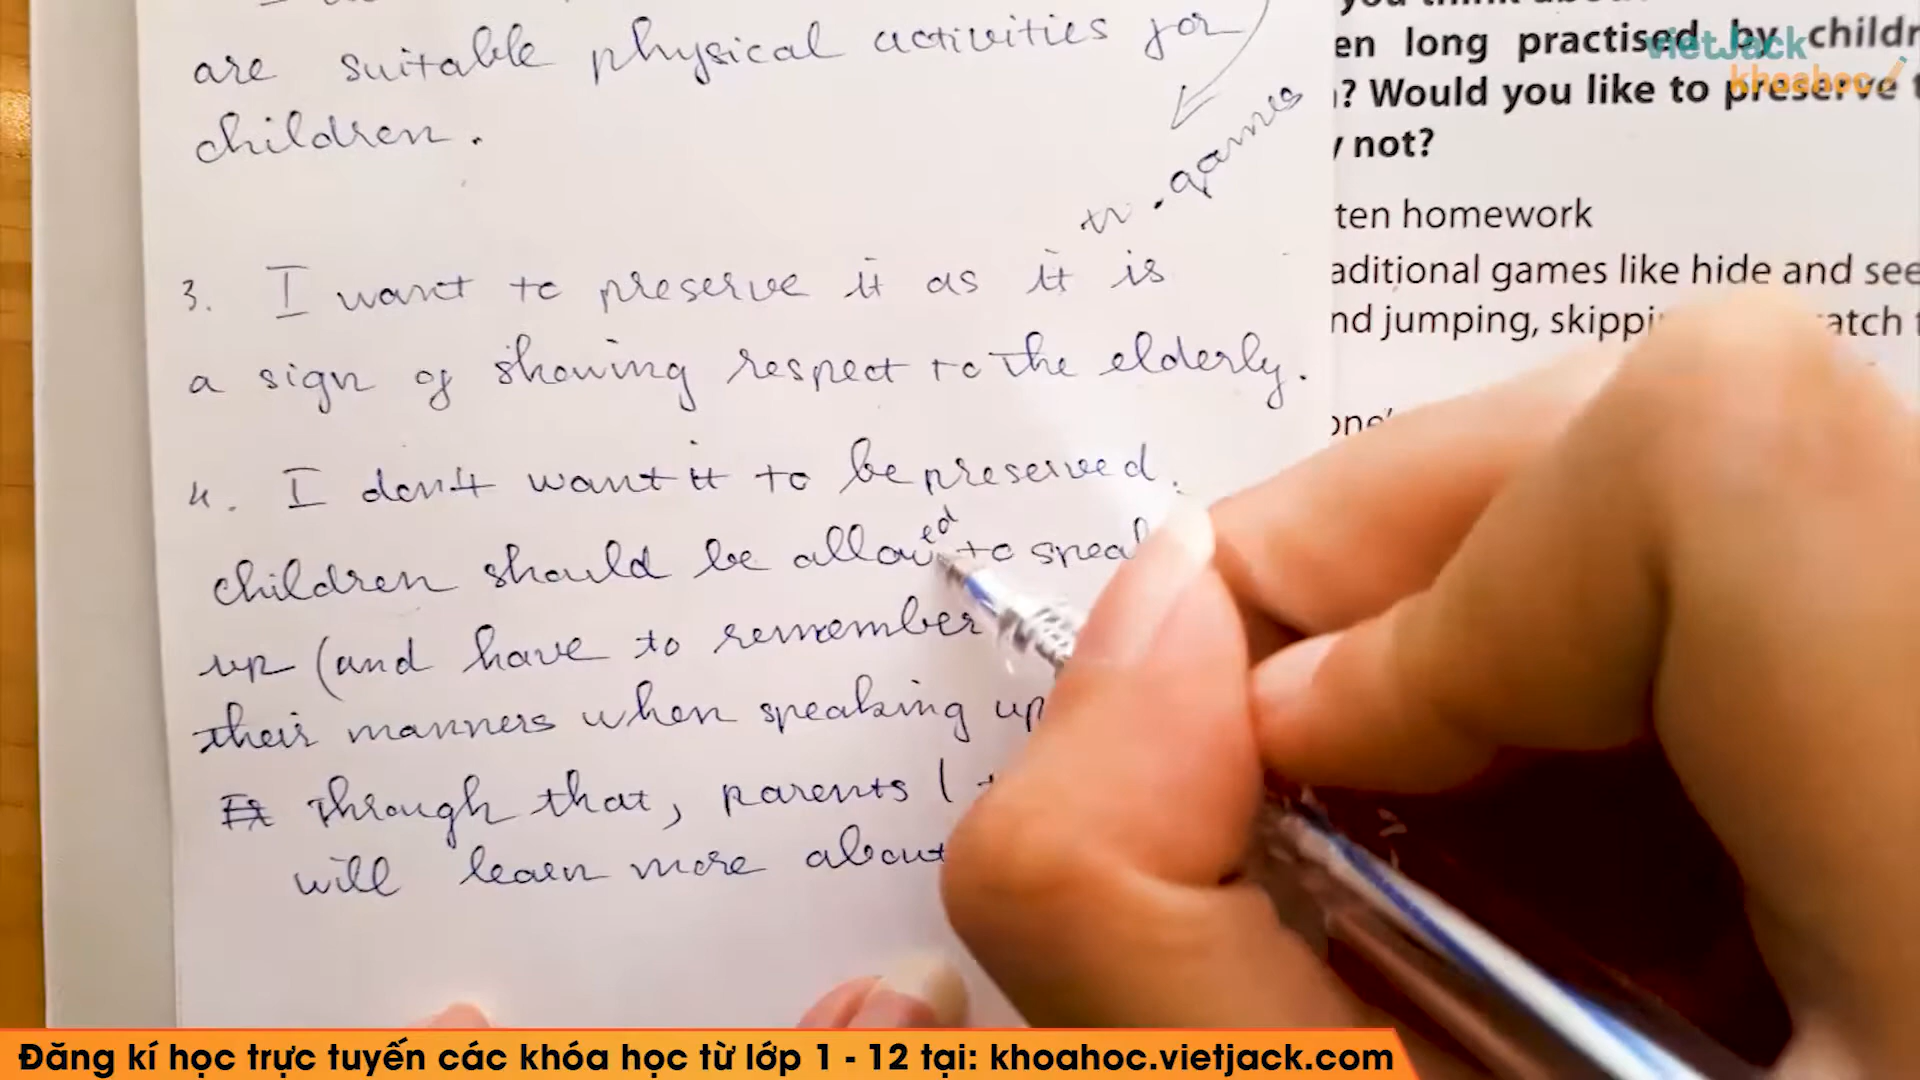 are suitable physical activities for
children.
tr. games
3. I want to preserve it as it is
a sign of showing respect to the elderly.
4. I don't want it to be preserved.
children should be allowed to speak
up (and have to remember
their manners when speaking up
Through that, parents
will learn more about
you think abou
en long practised by childr
? Would you like to preserve
not?
ten homework
aditional games like hide and see
nd jumping, skippi atch
one's
vietJack
khoahoc
Đăng kí học trực tuyến các khóa học từ lớp 1 - 12 tại: khoahoc.vietjack.com